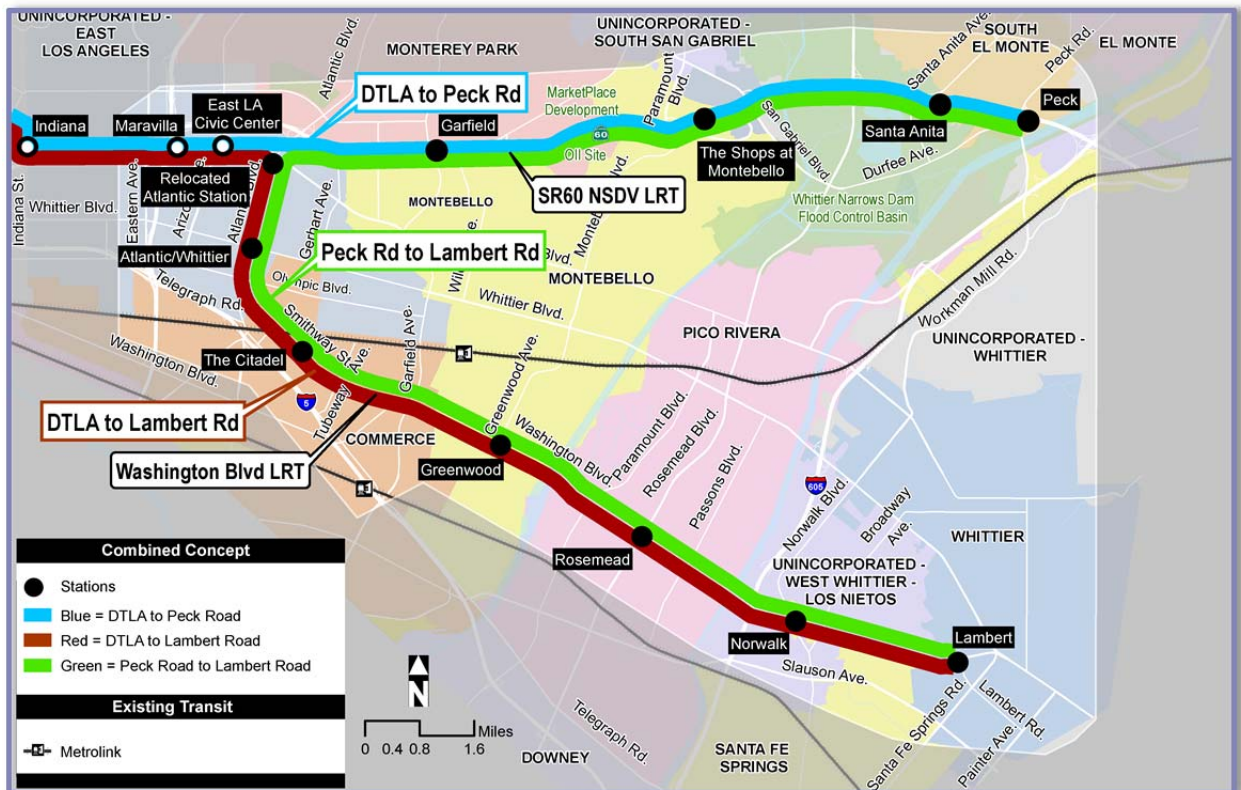 UNINCORPORATED -
EAST
LOS ANGELES
MONTEREY PARK
UNINCORPORATED -
SOUTH SAN GABRIEL
SOUTH
EL MONTE
EL MONTE
Atlantic Blvd.
Santa Anita Ave.
Peck Rd.
DTLA to Peck Rd
MarketPlace
Development
Paramount
Blvd.
Indiana
Maravilla
East LA
Civic Center
Garfield
60
OII Site
The Shops at
Montebello
San Gabriel Blvd.
Santa Anita
Peck
Durfee Ave.
Relocated
Atlantic Station
SR60 NSDV LRT
Whittier Narrows Dam
Flood Control Basin
Indiana St.
Whittier Blvd.
Eastern Ave.
Atlantic/Whittier
Gerhart Ave.
MONTEBELLO
Peck Rd to Lambert Rd
Blvd.
MONTEBELLO
Telegraph Rd.
Olympic Blvd.
Whittier Blvd.
Workman Mill Rd.
PICO RIVERA
UNINCORPORATED -
WHITTIER
Washington Blvd.
The Citadel
Smithway St.
Ave.
Tubeway
Garfield Ave.
Greenwood Ave.
5
DTLA to Lambert Rd
COMMERCE
Washington Blvd LRT
Greenwood
Washington Blvd.
Paramount Blvd.
Rosemead Blvd.
Passons Blvd.
605
Norwalk Blvd.
Broadway
Ave.
WHITTIER
Rosemead
UNINCORPORATED -
WEST WHITTIER -
LOS NIETOS
Norwalk
Lambert
Slauson Ave.
Santa Fe Springs Rd.
Lambert Rd.
Painter Ave.
Telegraph Rd.
DOWNEY
SANTA FE
SPRINGS
Combined Concept
Stations
Blue = DTLA to Peck Road
Red = DTLA to Lambert Road
Green = Peck Road to Lambert Road
Existing Transit
Metrolink
N
Miles
0 0.4 0.8 1.6